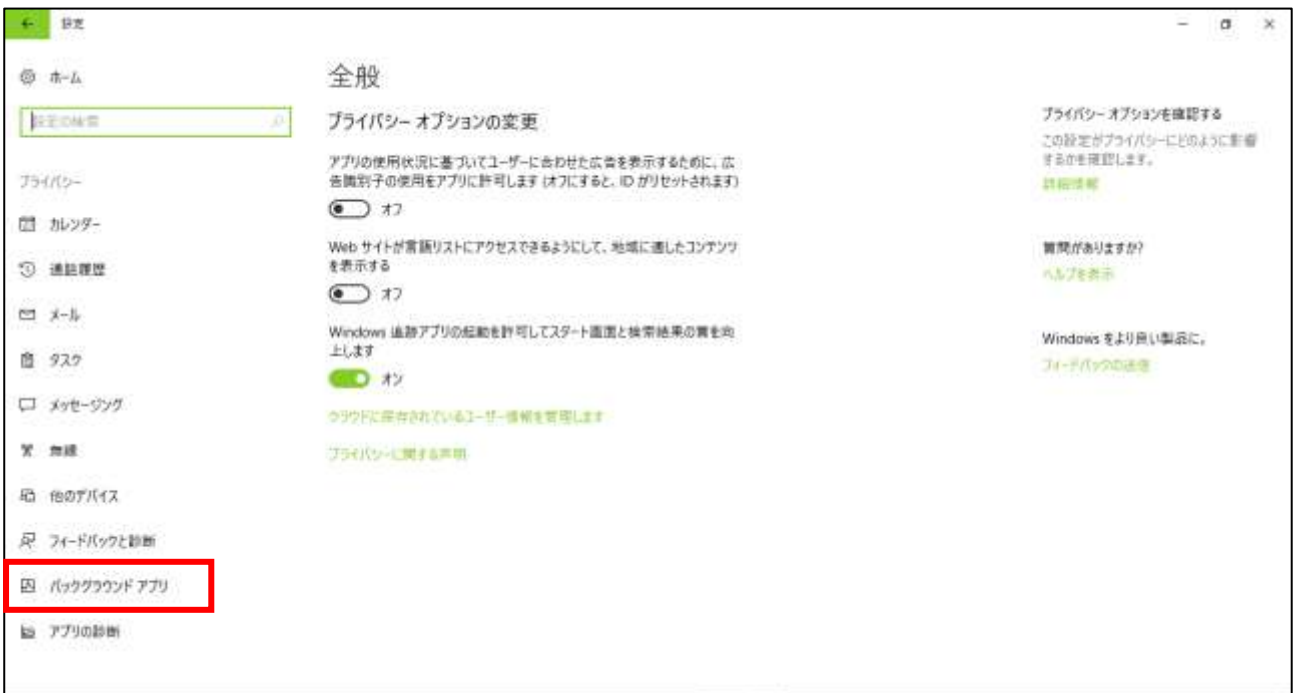 設定
ホーム
設定の検索
プライバシー
カレンダー
通話履歴
メール
タスク
メッセージング
無線
他のデバイス
フィードバックと診断
バックグラウンド アプリ
アプリの診断
全般
プライバシー オプションの変更
アプリの使用状況に基づいてユーザーに合わせた広告を表示するために、広
告識別子の使用をアプリに許可します (オフにすると、ID がリセットされます)
オフ
Web サイトが言語リストにアクセスできるようにして、地域に適したコンテンツ
を表示する
オフ
Windows 追跡アプリの起動を許可してスタート画面と検索結果の質を向
上します
オン
クラウドに保存されているユーザー情報を管理します
プライバシーに関する声明
プライバシー オプションを確認する
この設定がプライバシーにどのように影響
するかを確認します。
詳細情報
質問がありますか?
ヘルプを表示
Windows をより良い製品に。
フィードバックの送信